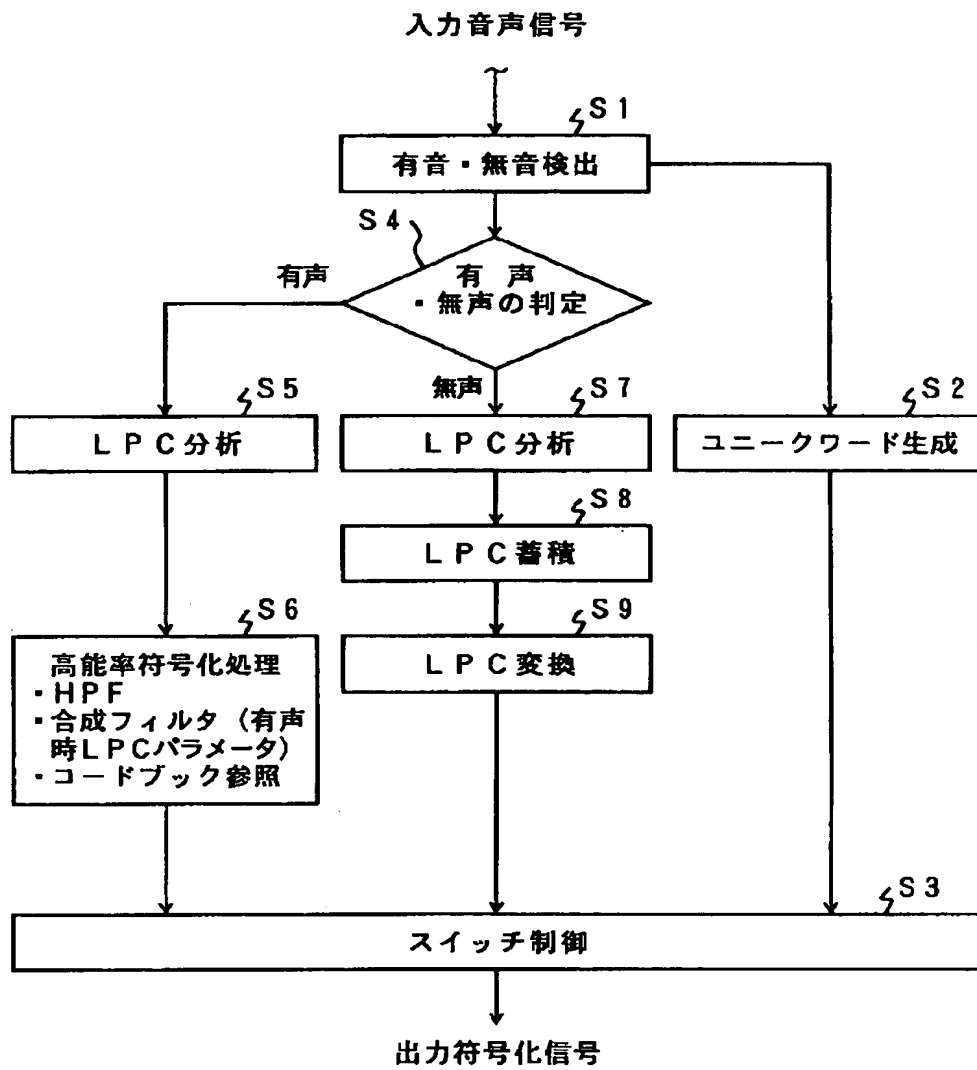 入力音声信号
S1
有音・無音検出
S4
有声
有 声
・無声の判定
無声
S5
LPC分析
S7
LPC分析
S2
ユニークワード生成
S8
LPC蓄積
S6
高能率符号化処理
・HPF
・合成フィルタ (有声
時LPCパラメータ)
・コードブック参照
S9
LPC変換
S3
スイッチ制御
出力符号化信号